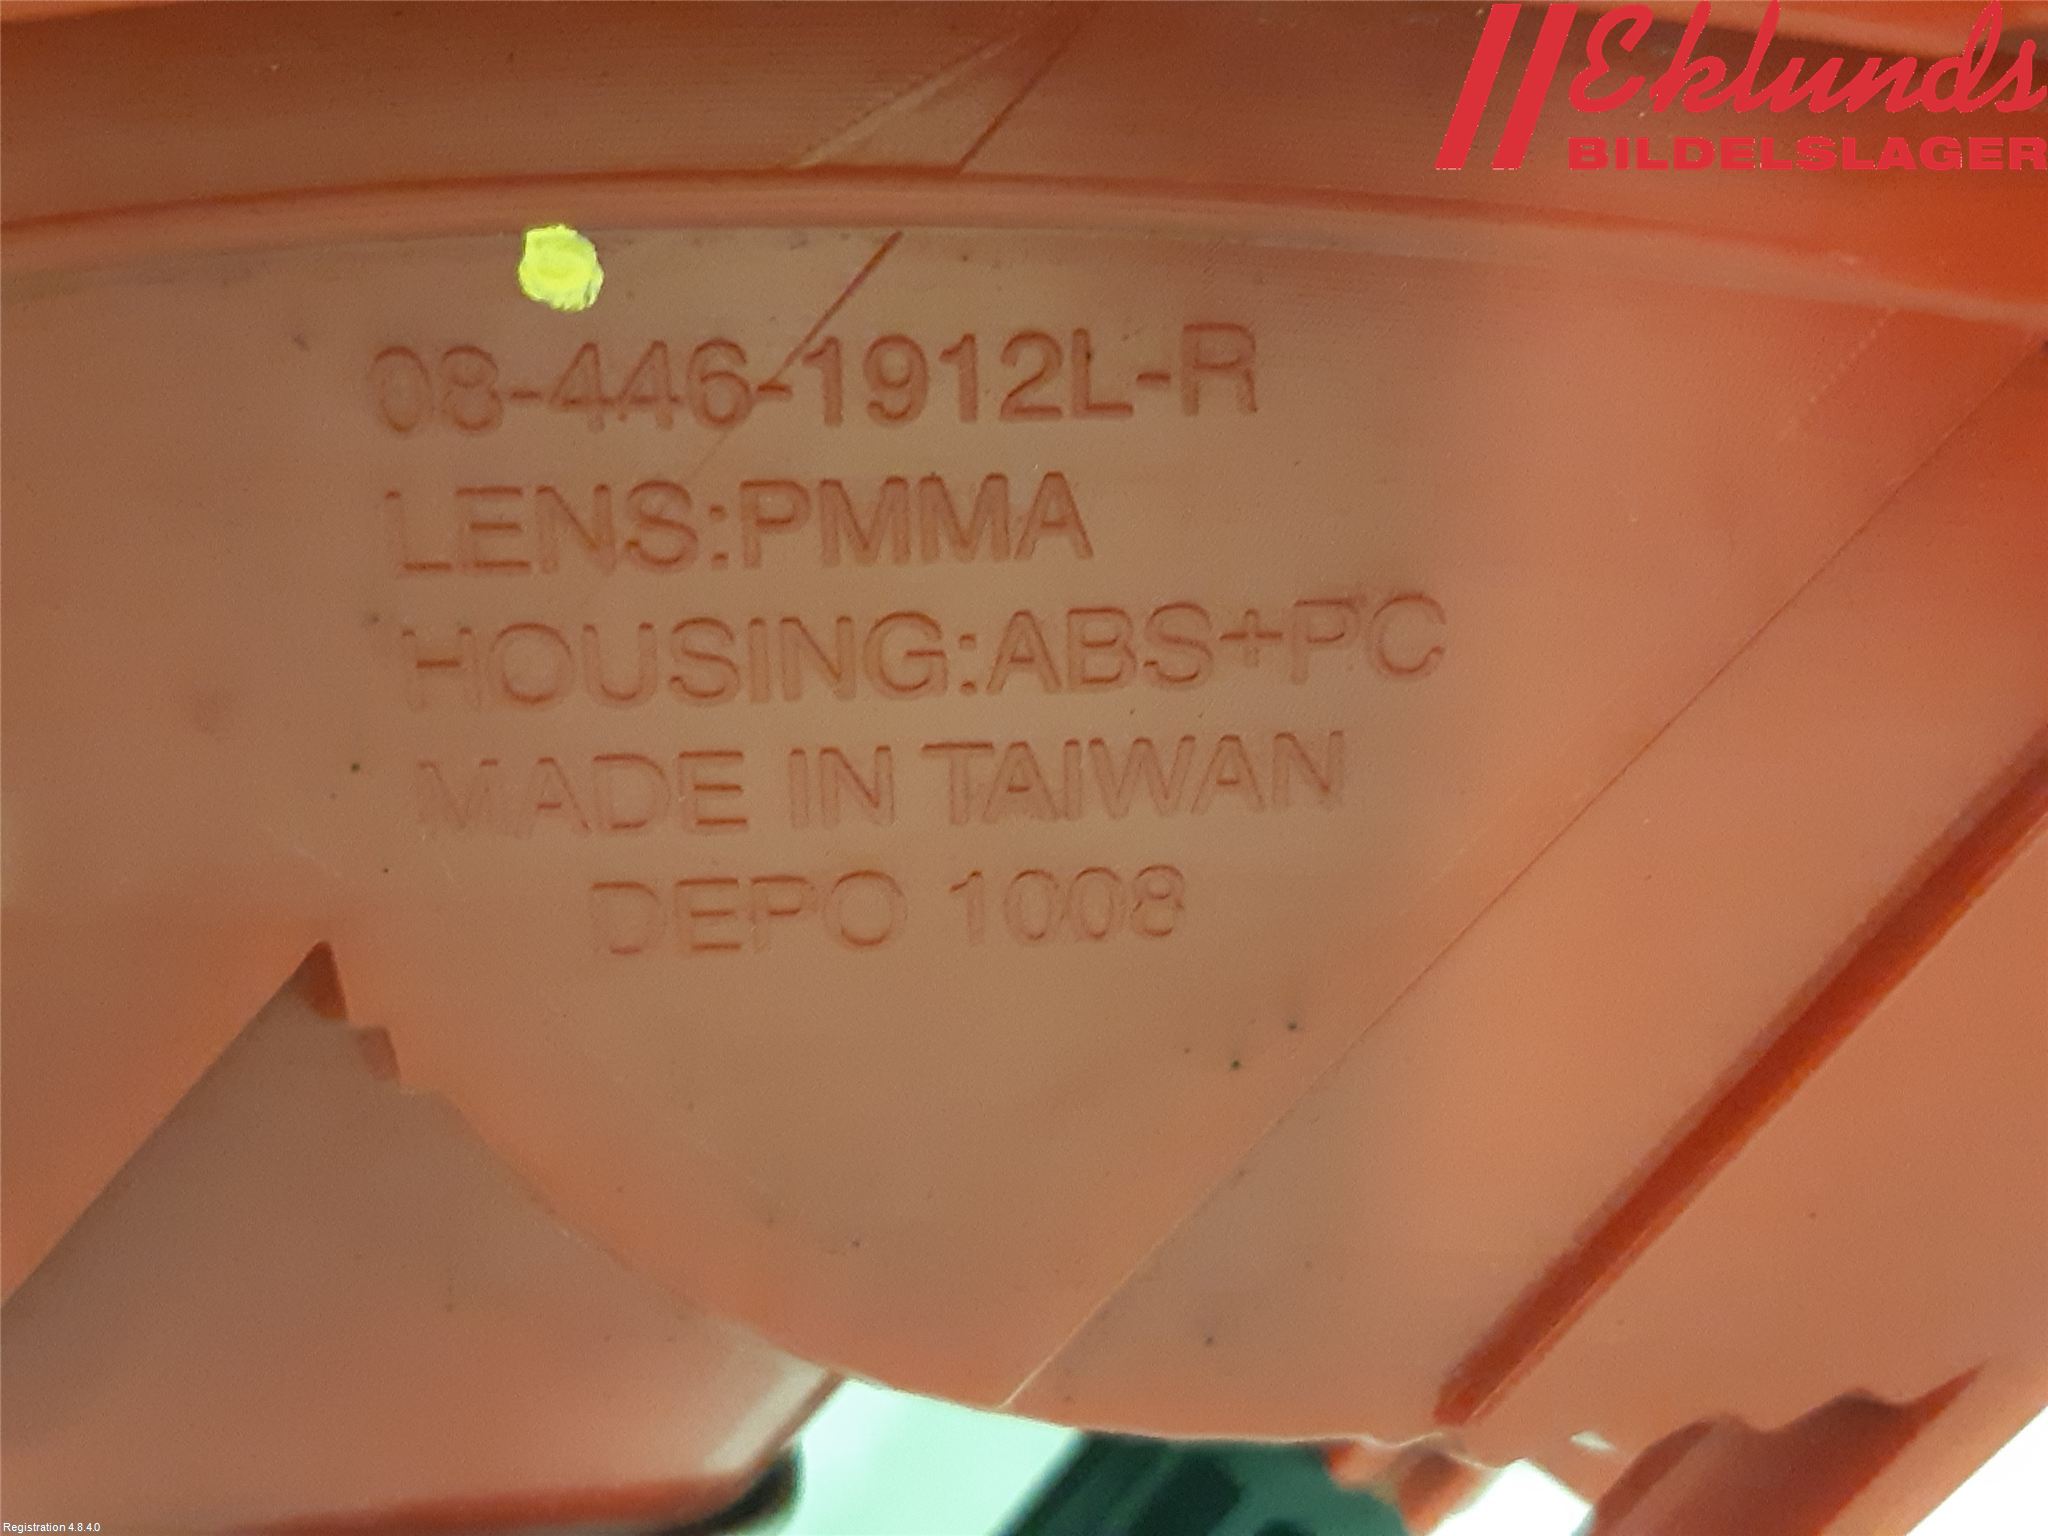 Eklunds
BILDELSLAGER
08-446-1912L-R
LENS:PMMA
HOUSING:ABS+PC
MADE IN TAIWAN
DEPO 1008
Registration 4.8.4.0